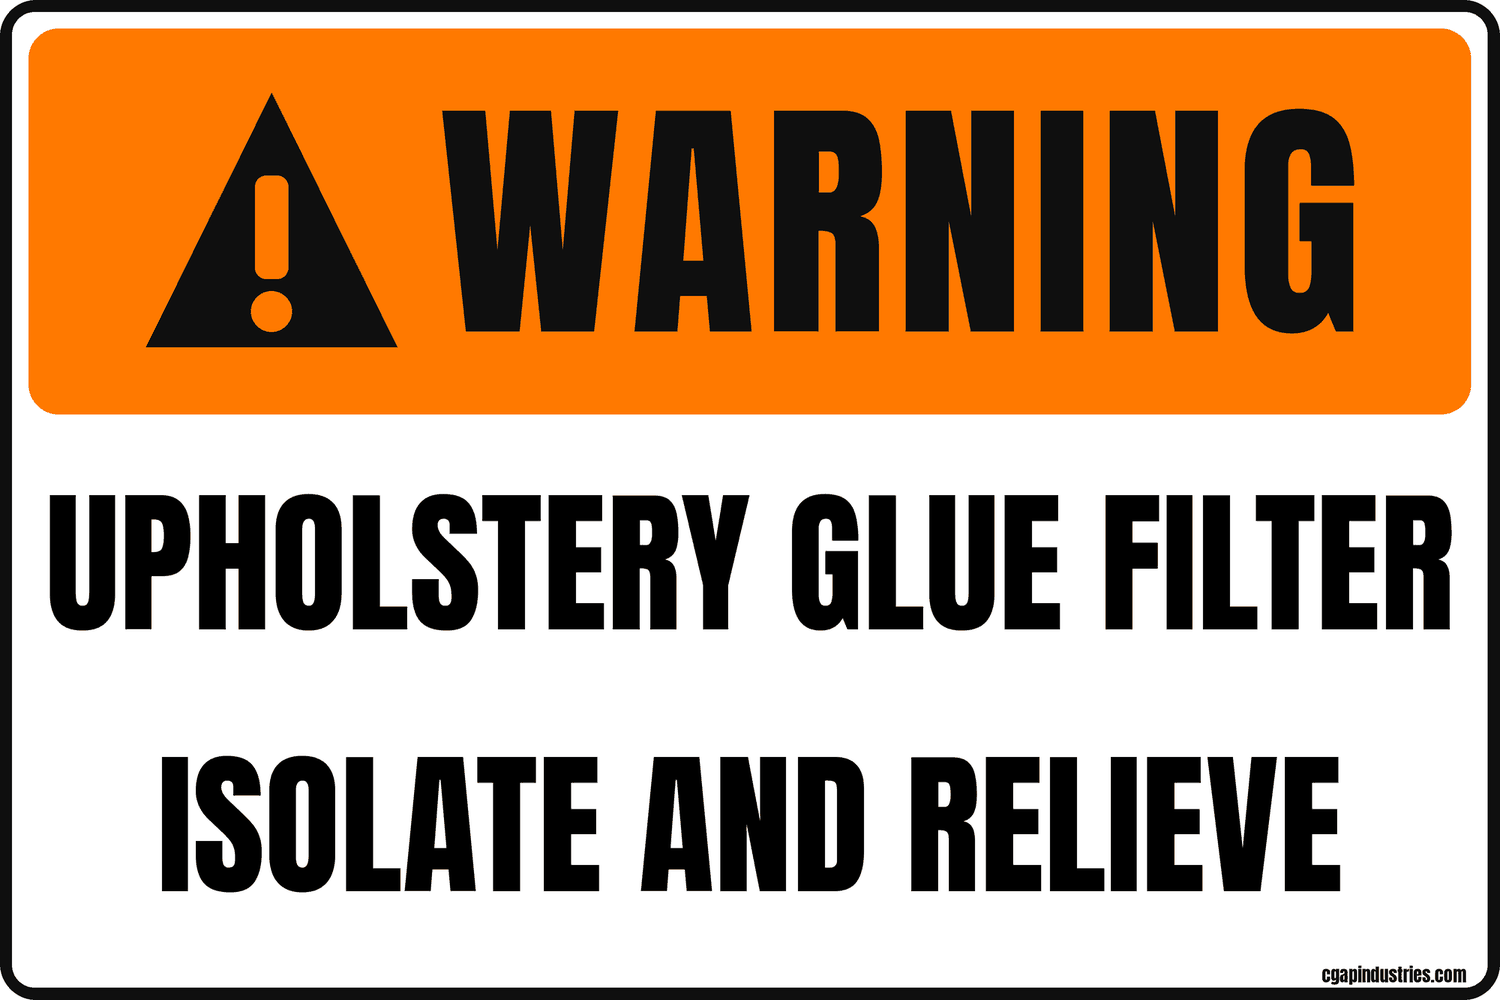 WARNING
UPHOLSTERY GLUE FILTER
ISOLATE AND RELIEVE
cgapindustries.com